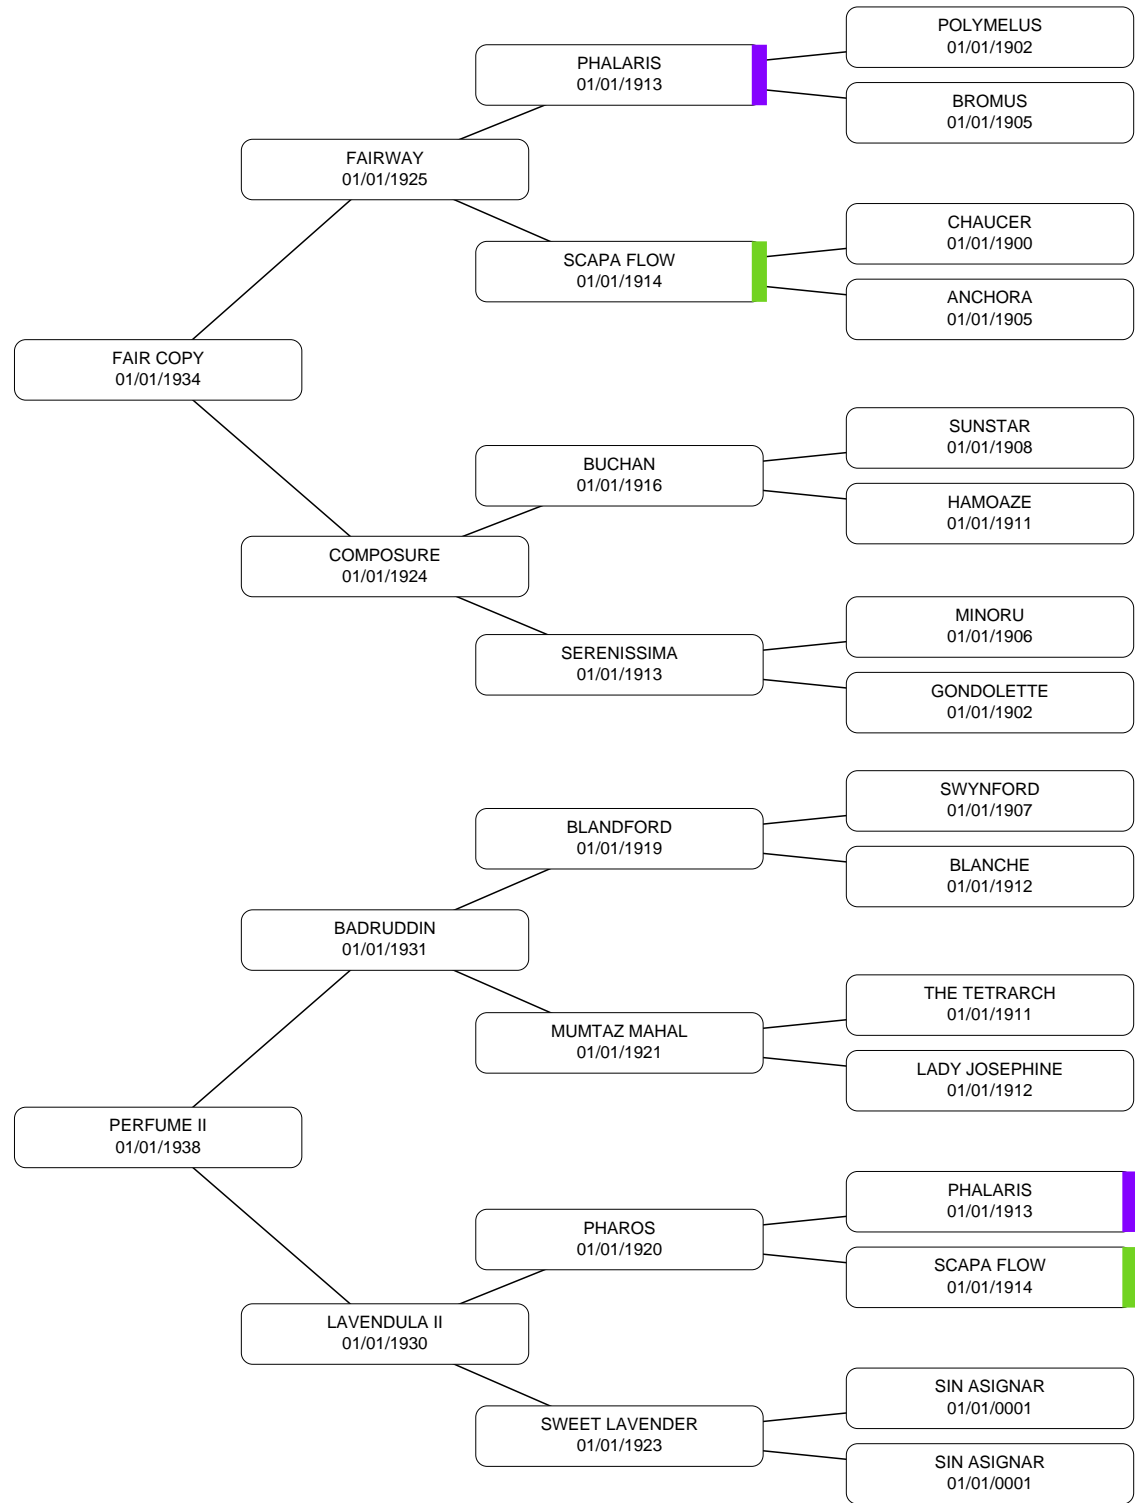 POLYMELUS
01/01/1902
PHALARIS
01/01/1913
BROMUS
01/01/1905
FAIRWAY
01/01/1925
CHAUCER
01/01/1900
SCAPA FLOW
01/01/1914
ANCHORA
01/01/1905
FAIR COPY
01/01/1934
SUNSTAR
01/01/1908
BUCHAN
01/01/1916
HAMOAZE
01/01/1911
COMPOSURE
01/01/1924
MINORU
01/01/1906
SERENISSIMA
01/01/1913
GONDOLETTE
01/01/1902
SWYNFORD
01/01/1907
BLANDFORD
01/01/1919
BLANCHE
01/01/1912
BADRUDDIN
01/01/1931
THE TETRARCH
01/01/1911
MUMTAZ MAHAL
01/01/1921
LADY JOSEPHINE
01/01/1912
PERFUME II
01/01/1938
PHALARIS
01/01/1913
PHAROS
01/01/1920
SCAPA FLOW
01/01/1914
LAVENDULA II
01/01/1930
SIN ASIGNAR
01/01/0001
SWEET LAVENDER
01/01/1923
SIN ASIGNAR
01/01/0001